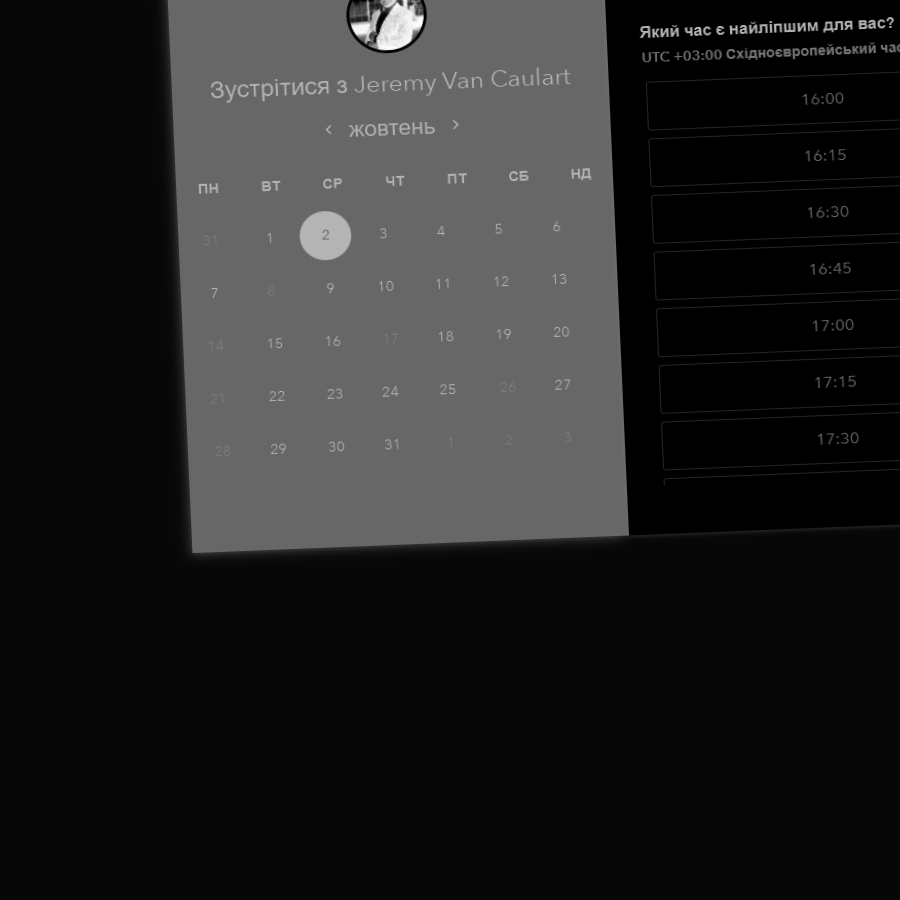 Зустрітися з Jeremy Van Caulart
жовтень
ПН ВТ СР ЧТ ПТ СБ НД
31 1 2 3 4 5 6
7 8 9 10 11 12 13
14 15 16 17 18 19 20
21 22 23 24 25 26 27
28 29 30 31 1 2 3
Який час є найліпшим для вас?
UTC +03:00 Східноєвропейський
16:00
16:15
16:30
16:45
17:00
17:15
17:30